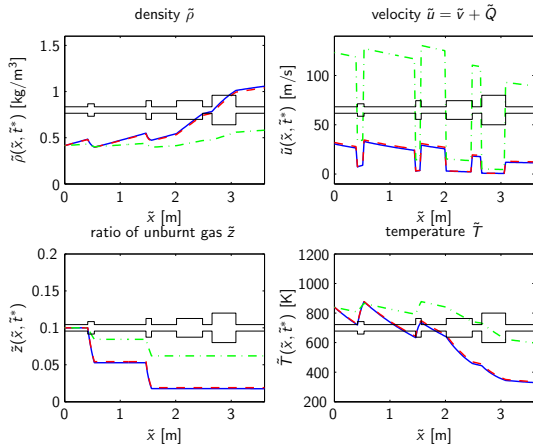 density ρ̃
velocity ũ = ṽ + Q̃
ρ̃(x̃, t̃*) [kg/m³]
1.5
1
0.5
0
0 1 2 3
x̃ [m]
ũ(x̃, t̃*) [m/s]
100
50
0
0 1 2 3
x̃ [m]
ratio of unburnt gas z̃
temperature T̃
z̃(x̃, t̃*)
0.2
0.15
0.1
0.05
0
0 1 2 3
x̃ [m]
T̃(x̃, t̃*) [K]
1200
1000
800
600
400
200
0 1 2 3
x̃ [m]